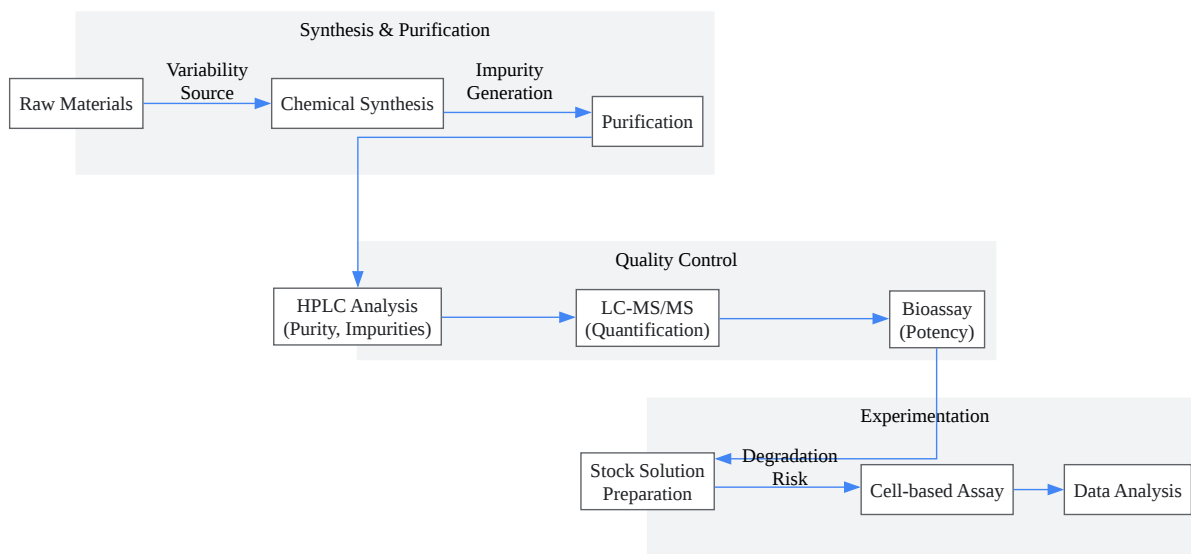 Synthesis & Purification
Raw Materials
Variability
Source
Chemical Synthesis
Impurity
Generation
Purification
Quality Control
HPLC Analysis
(Purity, Impurities)
LC-MS/MS
(Quantification)
Bioassay
(Potency)
Experimentation
Stock Solution
Preparation
Degradation
Risk
Cell-based Assay
Data Analysis